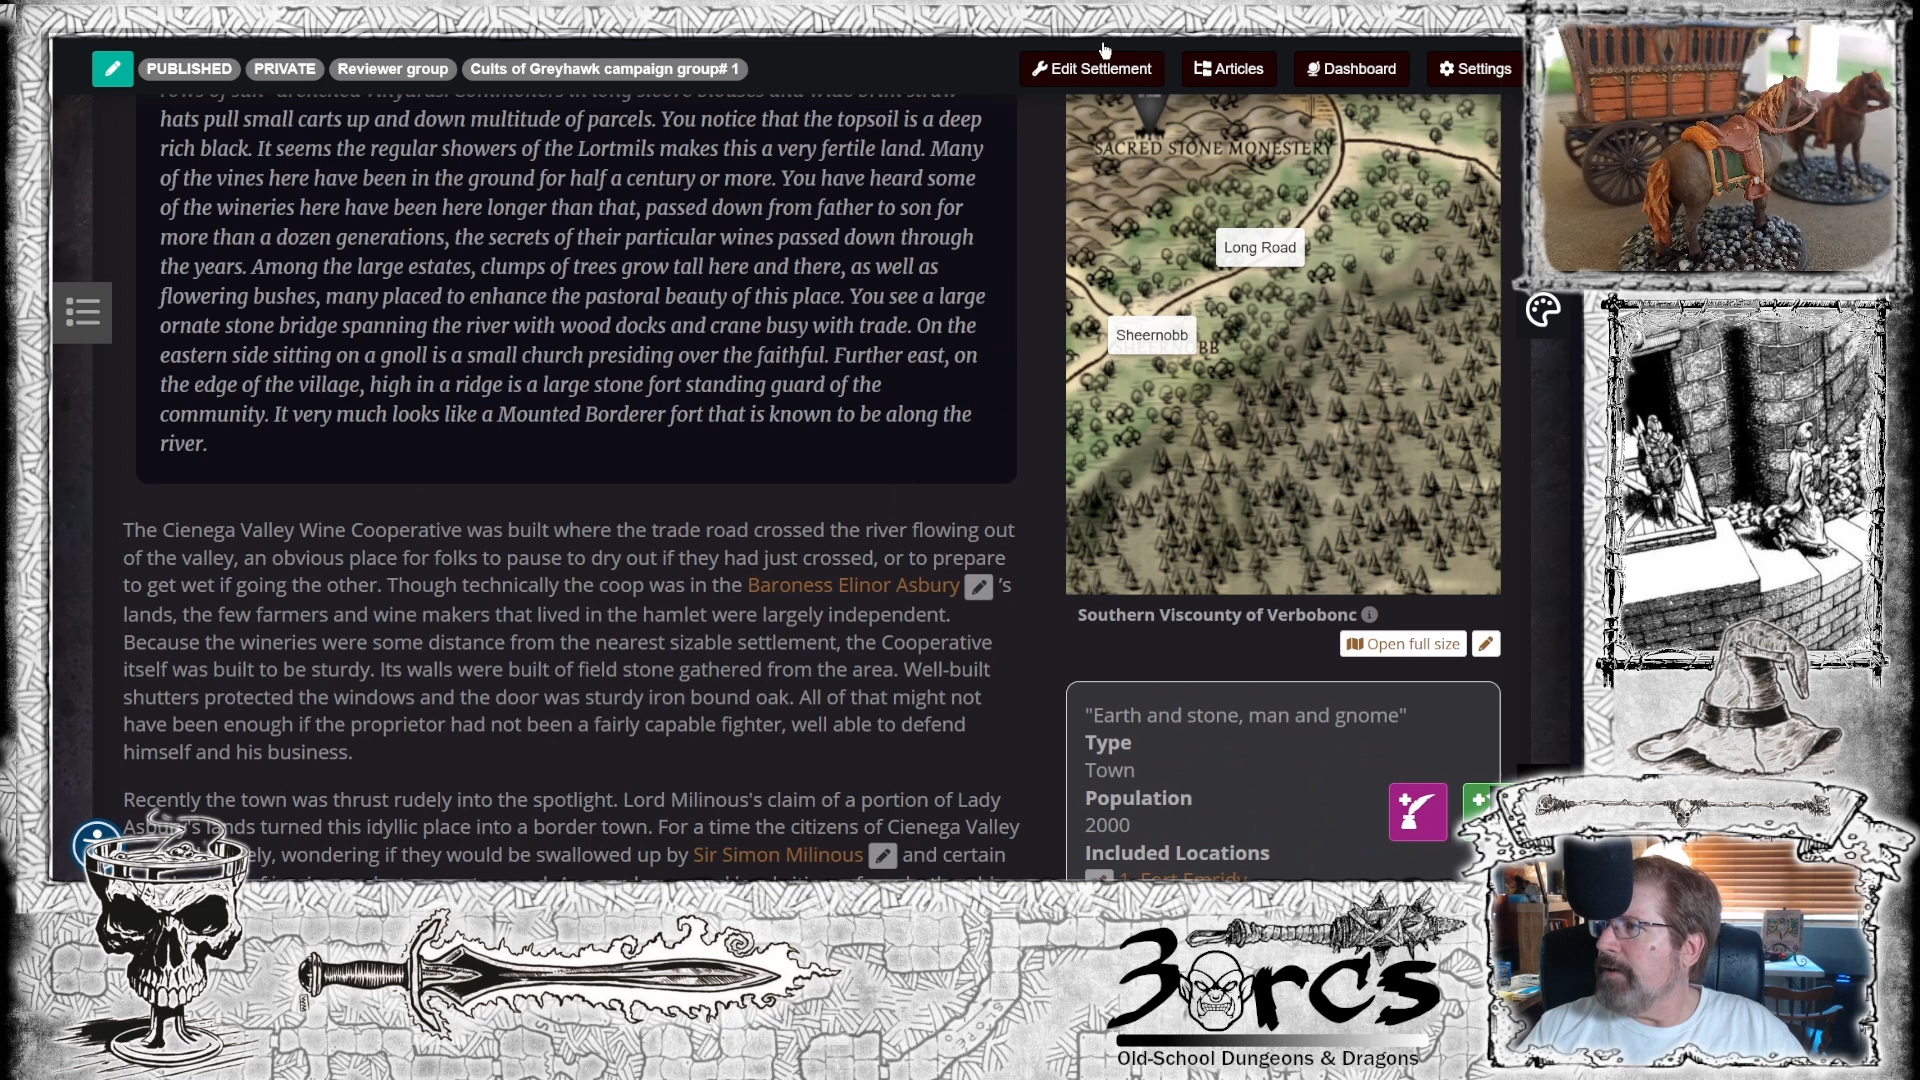 PUBLISHED PRIVATE Reviewer group Cults of Greyhawk campaign group# 1
Edit Settlement Articles Dashboard Settings
hats pull small carts up and down multitude of parcels. You notice that the topsoil is a deep
rich black. It seems the regular showers of the Lortmils makes this a very fertile land. Many
of the vines here have been in the ground for half a century or more. You have heard some
of the wineries here have been here longer than that, passed down from father to son for
more than a dozen generations, the secrets of their particular wines passed down through
the years. Among the large estates, clumps of trees grow tall here and there, as well as
flowering bushes, many placed to enhance the pastoral beauty of this place. You see a large
ornate stone bridge spanning the river with wood docks and crane busy with trade. On the
eastern side sitting on a gnoll is a small church presiding over the faithful. Further east, on
the edge of the village, high in a ridge is a large stone fort standing guard of the
community. It very much looks like a Mounted Borderer fort that is known to be along the
river.
The Cienega Valley Wine Cooperative was built where the trade road crossed the river flowing out
of the valley, an obvious place for folks to pause to dry out if they had just crossed, or to prepare
to get wet if going the other. Though technically the coop was in the Baroness Elinor Asbury 's
lands, the few farmers and wine makers that lived in the hamlet were largely independent.
Because the wineries were some distance from the nearest sizable settlement, the Cooperative
itself was built to be sturdy. Its walls were built of field stone gathered from the area. Well-built
shutters protected the windows and the door was sturdy iron bound oak. All of that might not
have been enough if the proprietor had not been a fairly capable fighter, well able to defend
himself and his business.
Recently the town was thrust rudely into the spotlight. Lord Milinous's claim of a portion of Lady
Asbury's lands turned this idyllic place into a border town. For a time the citizens of Cienega Valley
wondering if they would be swallowed up by Sir Simon Milinous and certain
SACRED STONE MONESTERY
Long Road
Sheernobb
Southern Viscounty of Verbobonc
Open full size
"Earth and stone, man and gnome"
Type
Town
Population
2000
Included Locations
1. Fort Emridy
3orcs
Old-School Dungeons & Dragons